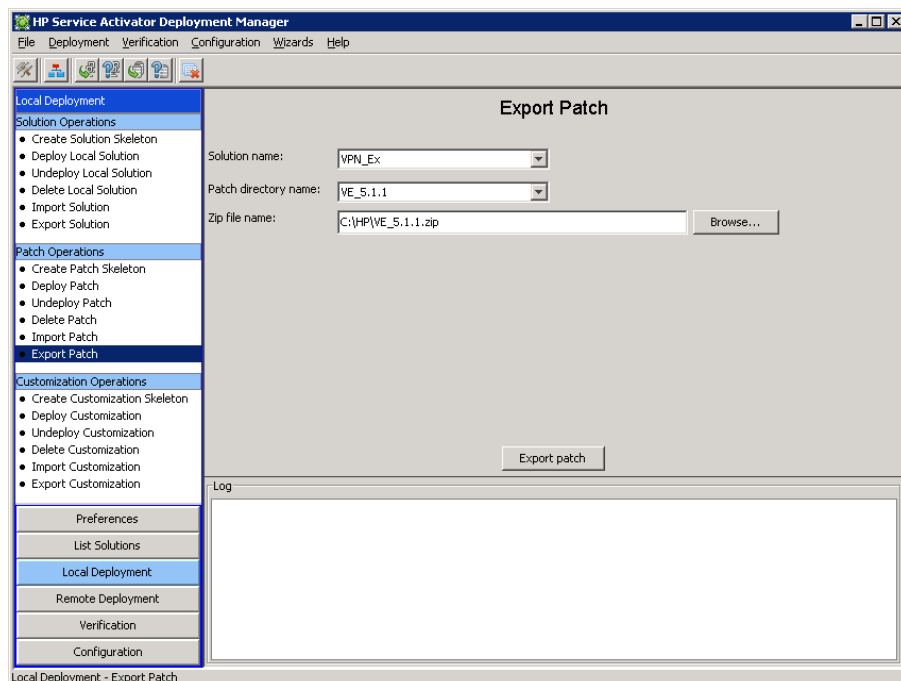 HP Service Activator Deployment Manager
File Deployment Verification Configuration Wizards Help
Local Deployment
Solution Operations
• Create Solution Skeleton
• Deploy Local Solution
• Undeploy Local Solution
• Delete Local Solution
• Import Solution
• Export Solution
Patch Operations
• Create Patch Skeleton
• Deploy Patch
• Undeploy Patch
• Delete Patch
• Import Patch
• Export Patch
Customization Operations
• Create Customization Skeleton
• Deploy Customization
• Undeploy Customization
• Delete Customization
• Import Customization
• Export Customization
Preferences
List Solutions
Local Deployment
Remote Deployment
Verification
Configuration
Export Patch
Solution name: VPN_Ex
Patch directory name: VE_5.1.1
Zip file name: C:\HP\VE_5.1.1.zip Browse...
Export patch
Log
Local Deployment - Export Patch